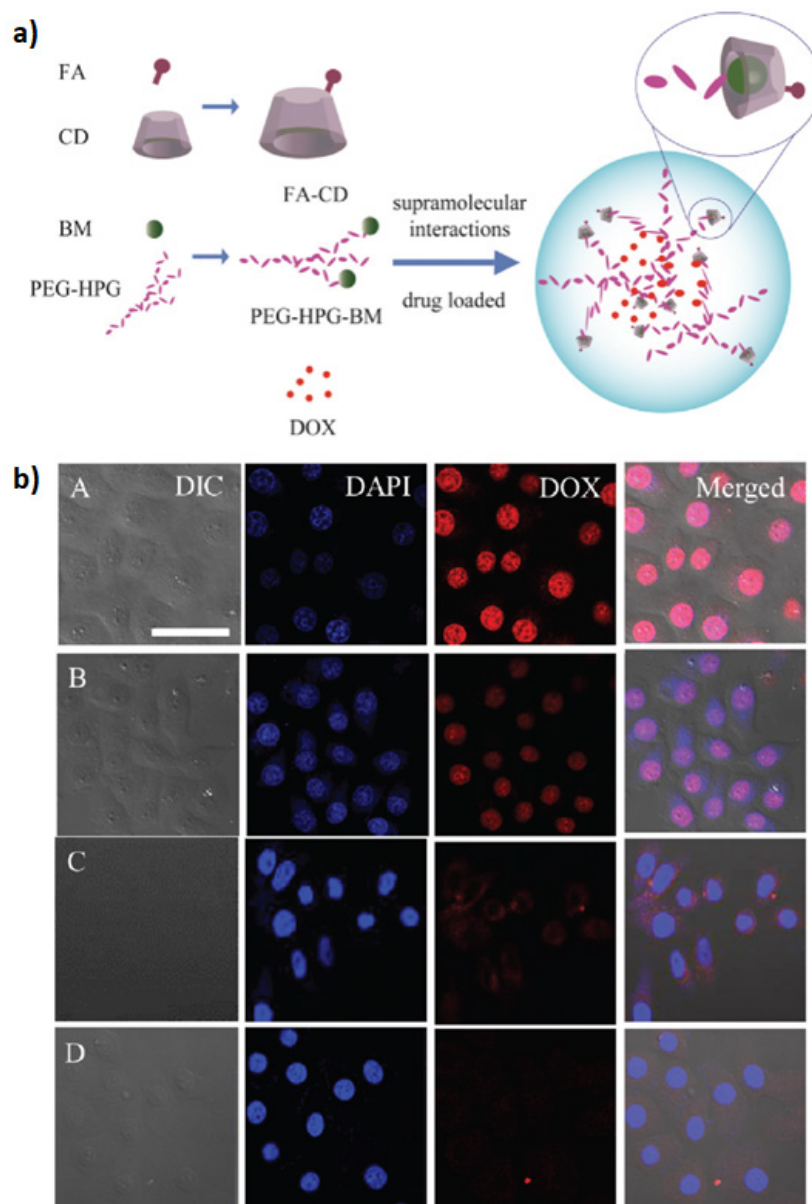 a)
FA
CD
FA-CD
BM
PEG-HPG
PEG-HPG-BM
supramolecular
interactions
drug loaded
DOX
b)
A DIC DAPI DOX Merged
B
C
D